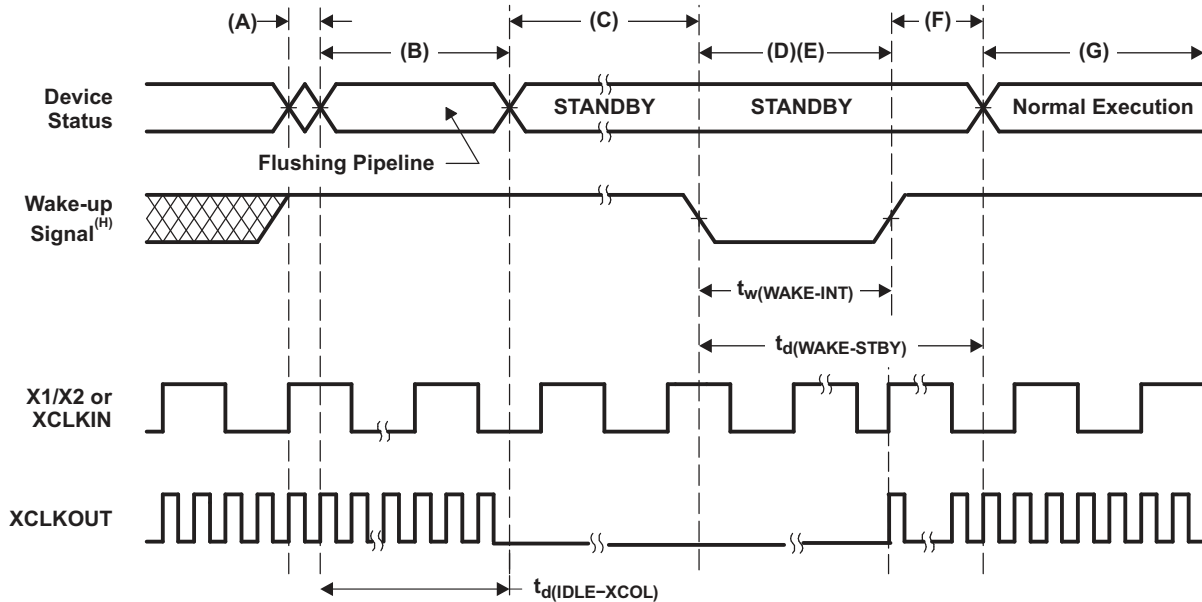 (A)
(C)
(F)
(B)
(D)(E)
(G)
Device
Status
STANDBY
STANDBY
Normal Execution
Flushing Pipeline
Wake-up
Signal(H)
tw(WAKE-INT)
td(WAKE-STBY)
X1/X2 or
XCLKIN
XCLKOUT
td(IDLE−XCOL)